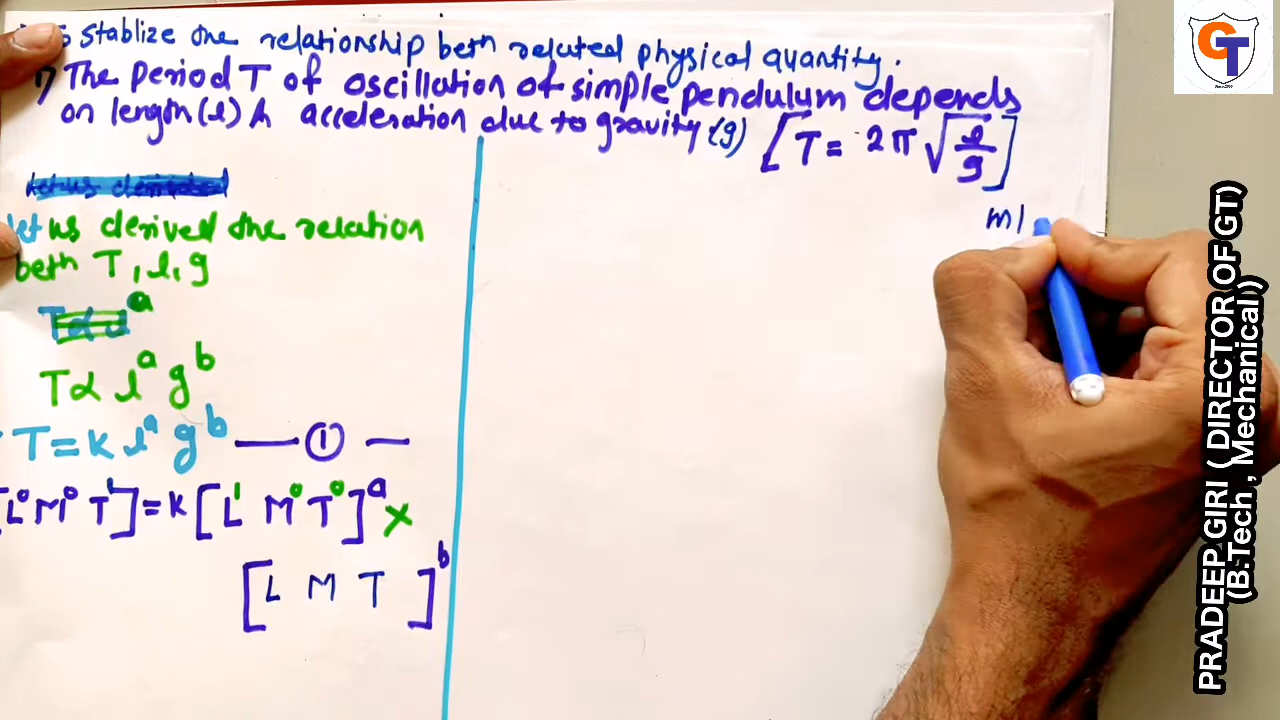 stablize the relationship betn related physical quantity.
1) The period T of oscillation of simple pendulum depends
on length (l) & acceleration due to gravity (g) [T = 2π √(l/g)]
let us derived the relation
betn T, l, g
T ∝ l^a g^b
T = K l^a g^b —①—
[L⁰ M⁰ T¹] = K [L¹ M⁰ T⁰]^a ×
[L M T ]^b
m/
GT
PRADEEP GIRI ( DIRECTOR OF GT)
(B.Tech , Mechanical))